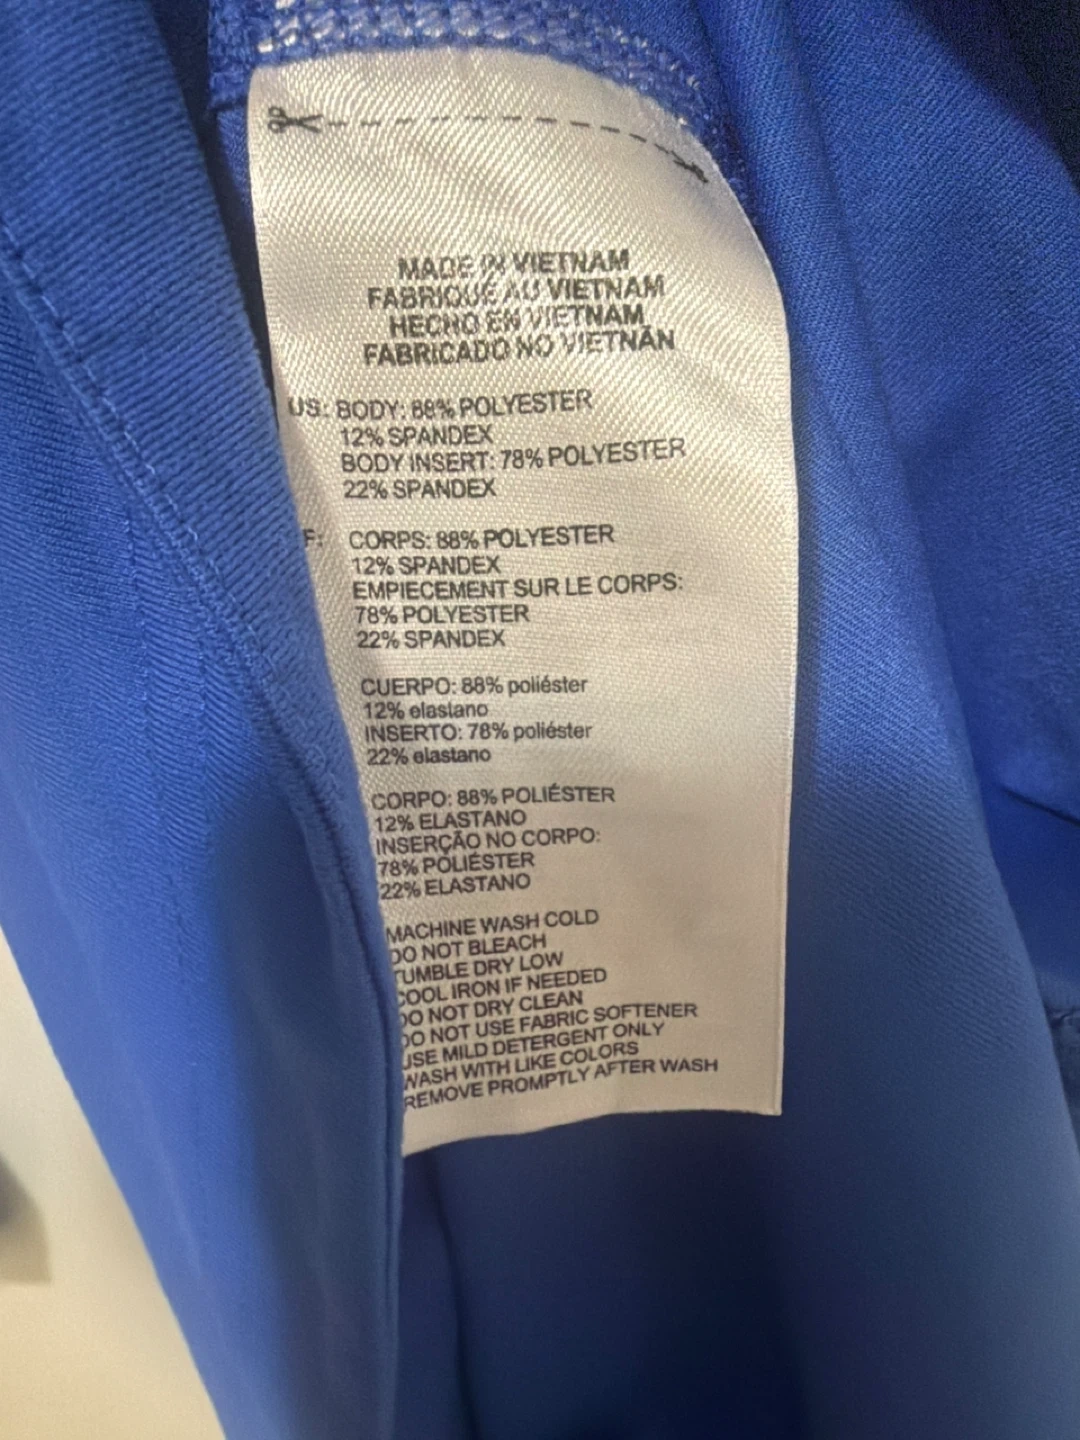 MADE IN VIETNAM
FABRIQUÉ AU VIETNAM
HECHO EN VIETNAM
FABRICADO NO VIETNÃN
US: BODY: 88% POLYESTER
12% SPANDEX
BODY INSERT: 78% POLYESTER
22% SPANDEX
F: CORPS: 88% POLYESTER
12% SPANDEX
EMPIECEMENT SUR LE CORPS:
78% POLYESTER
22% SPANDEX
CUERPO: 88% poliéster
12% elastano
INSERTO: 78% poliéster
22% elastano
CORPO: 88% POLIÉSTER
12% ELASTANO
INSERÇÃO NO CORPO:
78% POLIÉSTER
22% ELASTANO
MACHINE WASH COLD
DO NOT BLEACH
TUMBLE DRY LOW
COOL IRON IF NEEDED
DO NOT DRY CLEAN
DO NOT USE FABRIC SOFTENER
USE MILD DETERGENT ONLY
WASH WITH LIKE COLORS
REMOVE PROMPTLY AFTER WASH